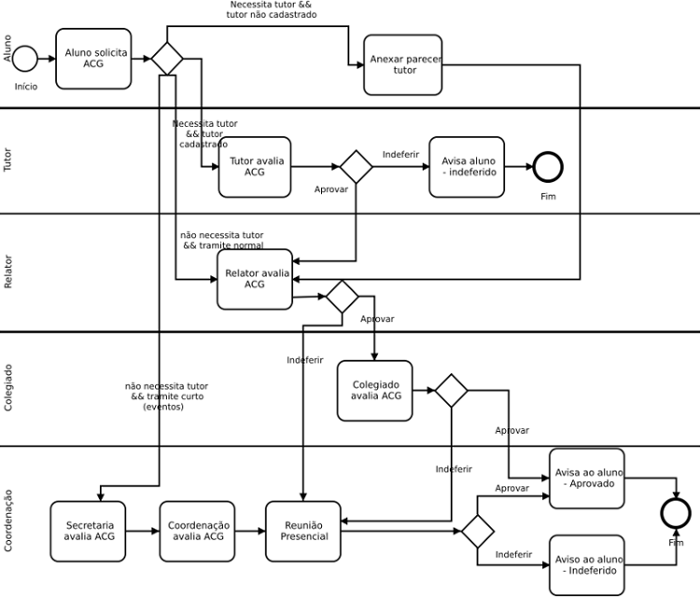 Necessita tutor &&
tutor não cadastrado
Aluno
Início
Aluno solicita
ACG
Anexar parecer
tutor
Necessita tutor
&& tutor
cadastrado
Tutor
Tutor avalia
ACG
Indeferir
Aprovar
Avisa aluno
- indeferido
Fim
não necessita tutor
&& tramite normal
Relator
Relator avalia
ACG
Aprovar
Indeferir
Colegiado
Colegiado
avalia ACG
não necessita tutor
&& tramite curto
(eventos)
Aprovar
Indeferir
Coordenação
Secretaria
avalia ACG
Coordenação
avalia ACG
Reunião
Presencial
Aprovar
Indeferir
Avisa ao aluno
- Aprovado
Fim
Aviso ao aluno
- Indeferido